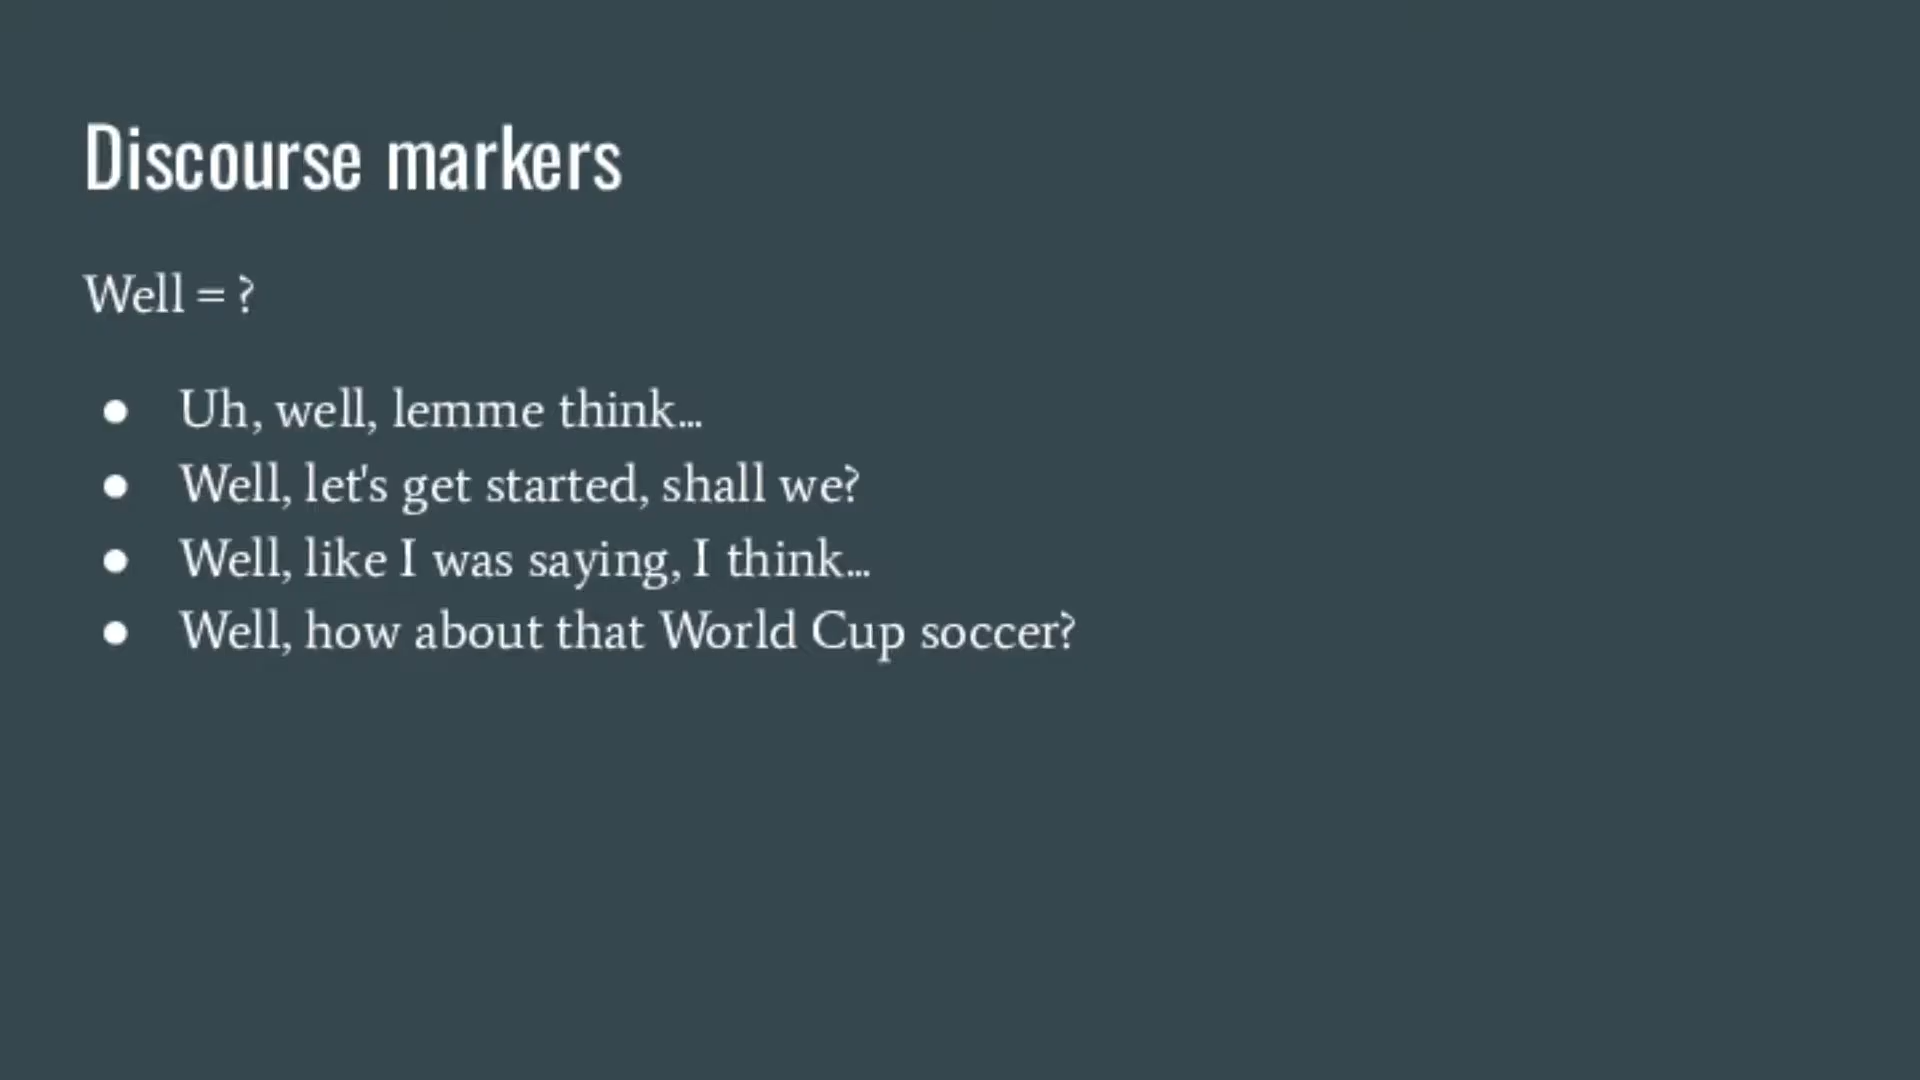 Discourse markers
Well = ?
● Uh, well, lemme think...
● Well, let's get started, shall we?
● Well, like I was saying, I think...
● Well, how about that World Cup soccer?